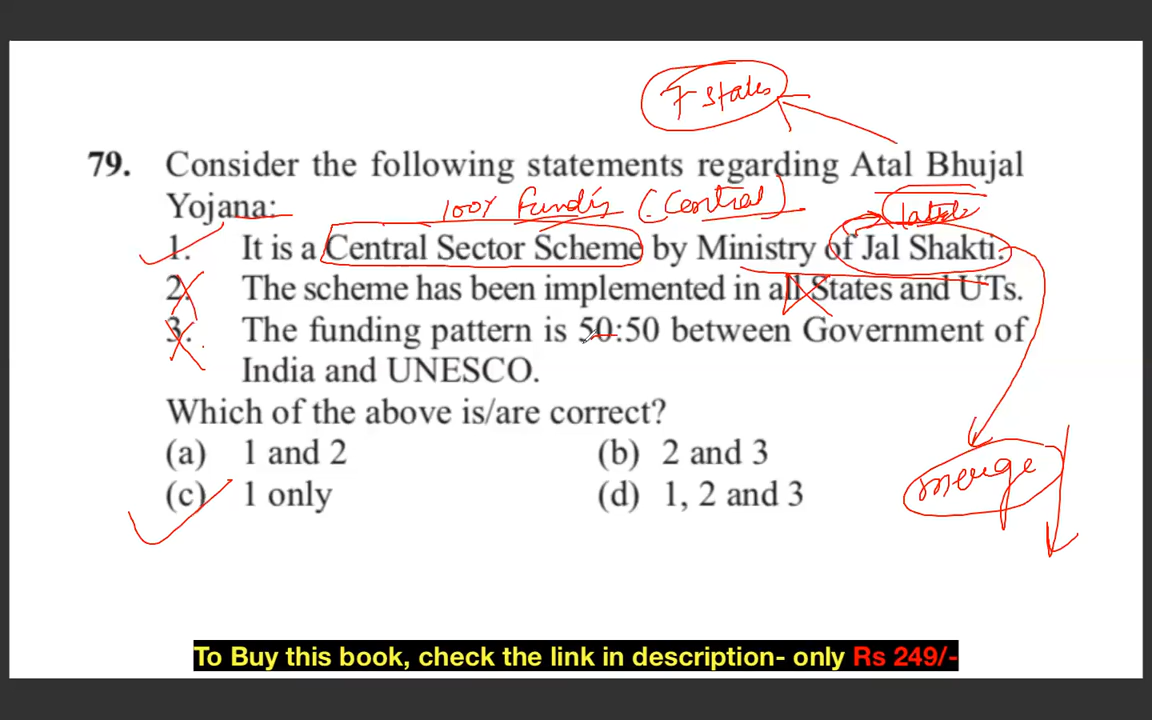 7 states
79. Consider the following statements regarding Atal Bhujal
Yojana:
100% Funding (Central)
1. It is a Central Sector Scheme by Ministry of Jal Shakti.
2. The scheme has been implemented in all States and UTs.
3. The funding pattern is 50:50 between Government of
India and UNESCO.
Which of the above is/are correct?
(a) 1 and 2
(b) 2 and 3
merge
(c) 1 only
(d) 1, 2 and 3
To Buy this book, check the link in description- only Rs 249/-